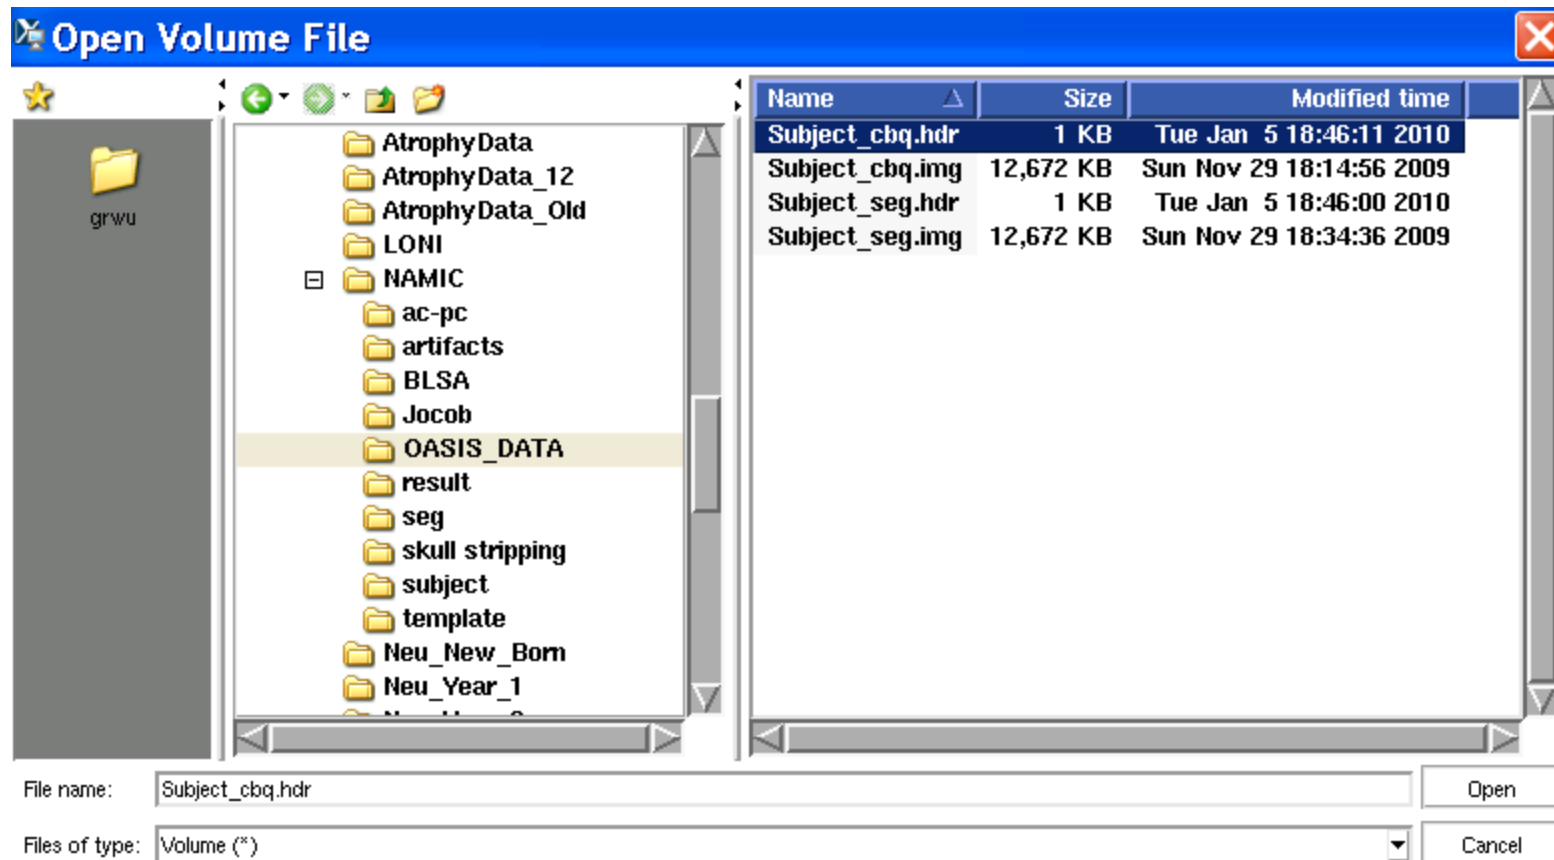 Open Volume File
grwu
AtrophyData
AtrophyData_12
AtrophyData_Old
LONI
NAMIC
ac-pc
artifacts
BLSA
Jocob
OASIS_DATA
result
seg
skull stripping
subject
template
Neu_New_Born
Neu_Year_1
Name Size Modified time
Subject_cbq.hdr 1 KB Tue Jan 5 18:46:11 2010
Subject_cbq.img 12,672 KB Sun Nov 29 18:14:56 2009
Subject_seg.hdr 1 KB Tue Jan 5 18:46:00 2010
Subject_seg.img 12,672 KB Sun Nov 29 18:34:36 2009
File name: Subject_cbq.hdr Open
Files of type: Volume (*) Cancel